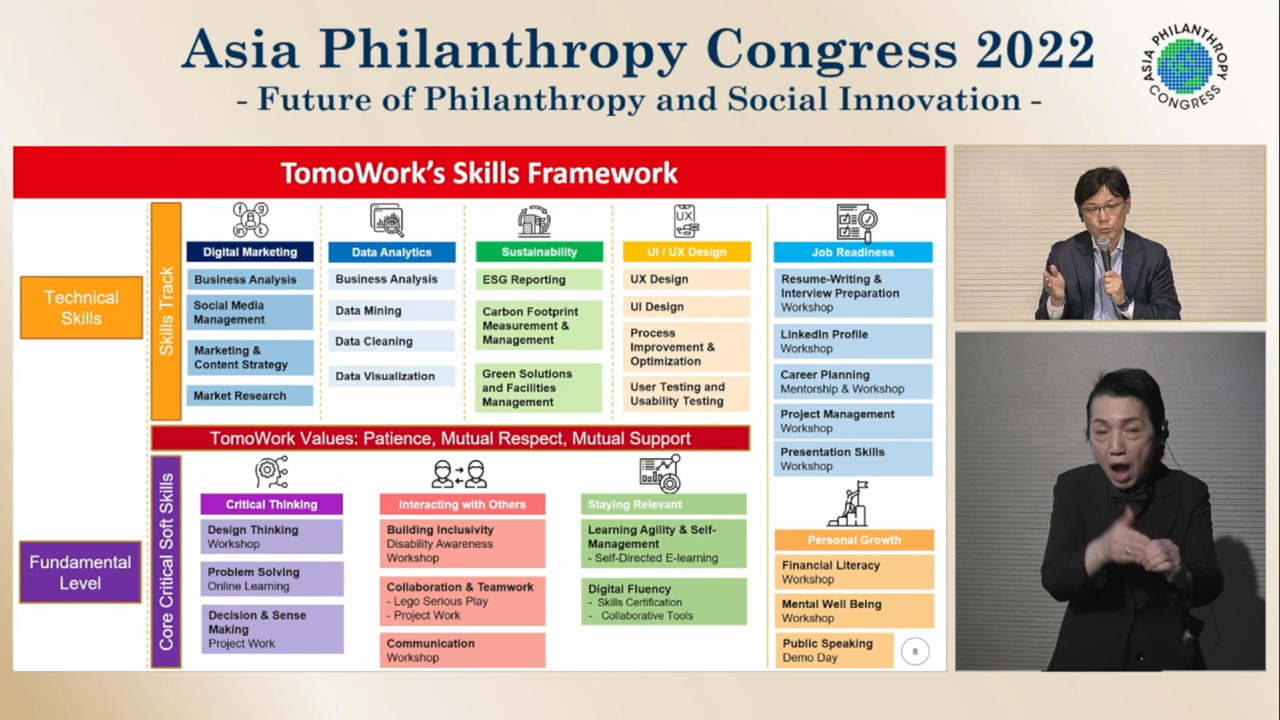 Asia Philanthropy Congress 2022
- Future of Philanthropy and Social Innovation -
ASIA PHILANTHROPY CONGRESS
TomoWork's Skills Framework
Technical
Skills
Skills Track
Digital Marketing
Business Analysis
Social Media
Management
Marketing &
Content Strategy
Market Research
Data Analytics
Business Analysis
Data Mining
Data Cleaning
Data Visualization
Sustainability
ESG Reporting
Carbon Footprint
Measurement &
Management
Green Solutions
and Facilities
Management
UX
UI / UX Design
UX Design
UI Design
Process
Improvement &
Optimization
User Testing and
Usability Testing
Job Readiness
Resume-Writing &
Interview Preparation
Workshop
LinkedIn Profile
Workshop
Career Planning
Mentorship & Workshop
Project Management
Workshop
Presentation Skills
Workshop
TomoWork Values: Patience, Mutual Respect, Mutual Support
Fundamental
Level
Core Critical Soft Skills
Critical Thinking
Design Thinking
Workshop
Problem Solving
Online Learning
Decision & Sense
Making
Project Work
Interacting with Others
Building Inclusivity
Disability Awareness
Workshop
Collaboration & Teamwork
- Lego Serious Play
- Project Work
Communication
Workshop
Staying Relevant
Learning Agility & Self-
Management
- Self-Directed E-learning
Digital Fluency
- Skills Certification
- Collaborative Tools
Personal Growth
Financial Literacy
Workshop
Mental Well Being
Workshop
Public Speaking
Demo Day
8